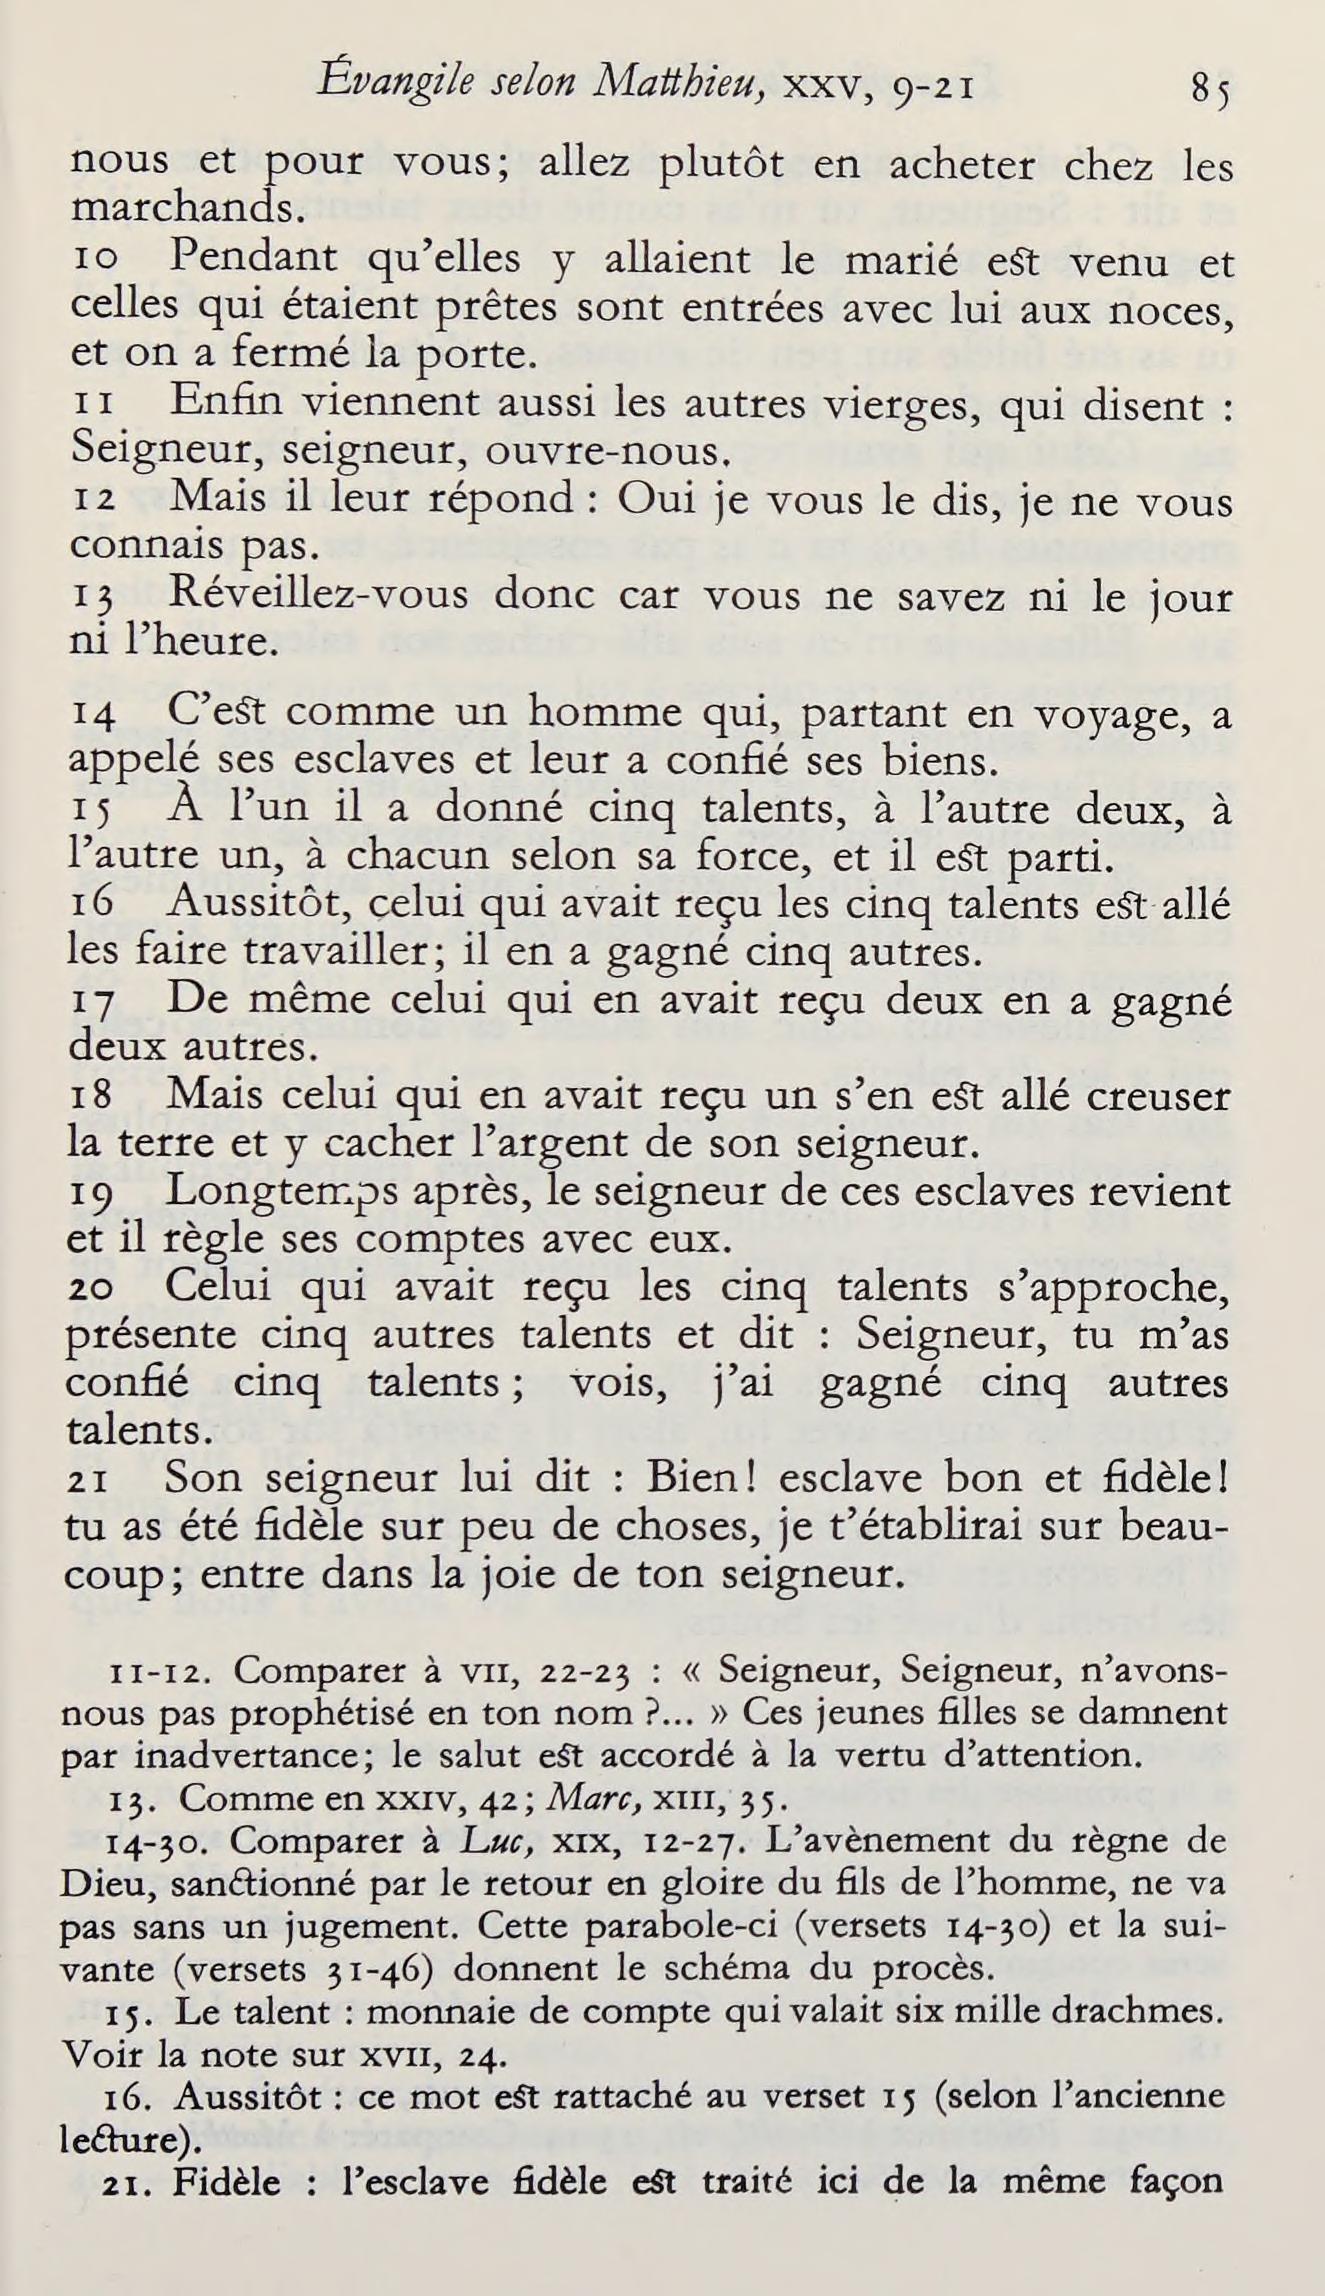 Évangile selon Matthieu, XXV, 9-21 85
nous et pour vous; allez plutôt en acheter chez les
marchands.
10 Pendant qu’elles y allaient le marié est venu et
celles qui étaient prêtes sont entrées avec lui aux noces,
et on a fermé la porte.
11 Enfin viennent aussi les autres vierges, qui disent :
Seigneur, seigneur, ouvre-nous.
12 Mais il leur répond : Oui je vous le dis, je ne vous
connais pas.
13 Réveillez-vous donc car vous ne savez ni le jour
ni l’heure.
14 C’est comme un homme qui, partant en voyage, a
appelé ses esclaves et leur a confié ses biens.
15 À l’un il a donné cinq talents, à l’autre deux, à
l’autre un, à chacun selon sa force, et il est parti.
16 Aussitôt, celui qui avait reçu les cinq talents est allé
les faire travailler; il en a gagné cinq autres.
17 De même celui qui en avait reçu deux en a gagné
deux autres.
18 Mais celui qui en avait reçu un s’en est allé creuser
la terre et y cacher l’argent de son seigneur.
19 Longtemps après, le seigneur de ces esclaves revient
et il règle ses comptes avec eux.
20 Celui qui avait reçu les cinq talents s’approche,
présente cinq autres talents et dit : Seigneur, tu m’as
confié cinq talents ; vois, j’ai gagné cinq autres
talents.
21 Son seigneur lui dit : Bien! esclave bon et fidèle!
tu as été fidèle sur peu de choses, je t’établirai sur beau-
coup; entre dans la joie de ton seigneur.
11-12. Comparer à VII, 22-23 : « Seigneur, Seigneur, n’avons-
nous pas prophétisé en ton nom ?... » Ces jeunes filles se damnent
par inadvertance; le salut est accordé à la vertu d’attention.
13. Comme en XXIV, 42; Marc, XIII, 35.
14-30. Comparer à Luc, XIX, 12-27. L’avènement du règne de
Dieu, sanctionné par le retour en gloire du fils de l’homme, ne va
pas sans un jugement. Cette parabole-ci (versets 14-30) et la sui-
vante (versets 31-46) donnent le schéma du procès.
15. Le talent : monnaie de compte qui valait six mille drachmes.
Voir la note sur XVII, 24.
16. Aussitôt : ce mot est rattaché au verset 15 (selon l’ancienne
lecture).
21. Fidèle : l’esclave fidèle est traité ici de la même façon